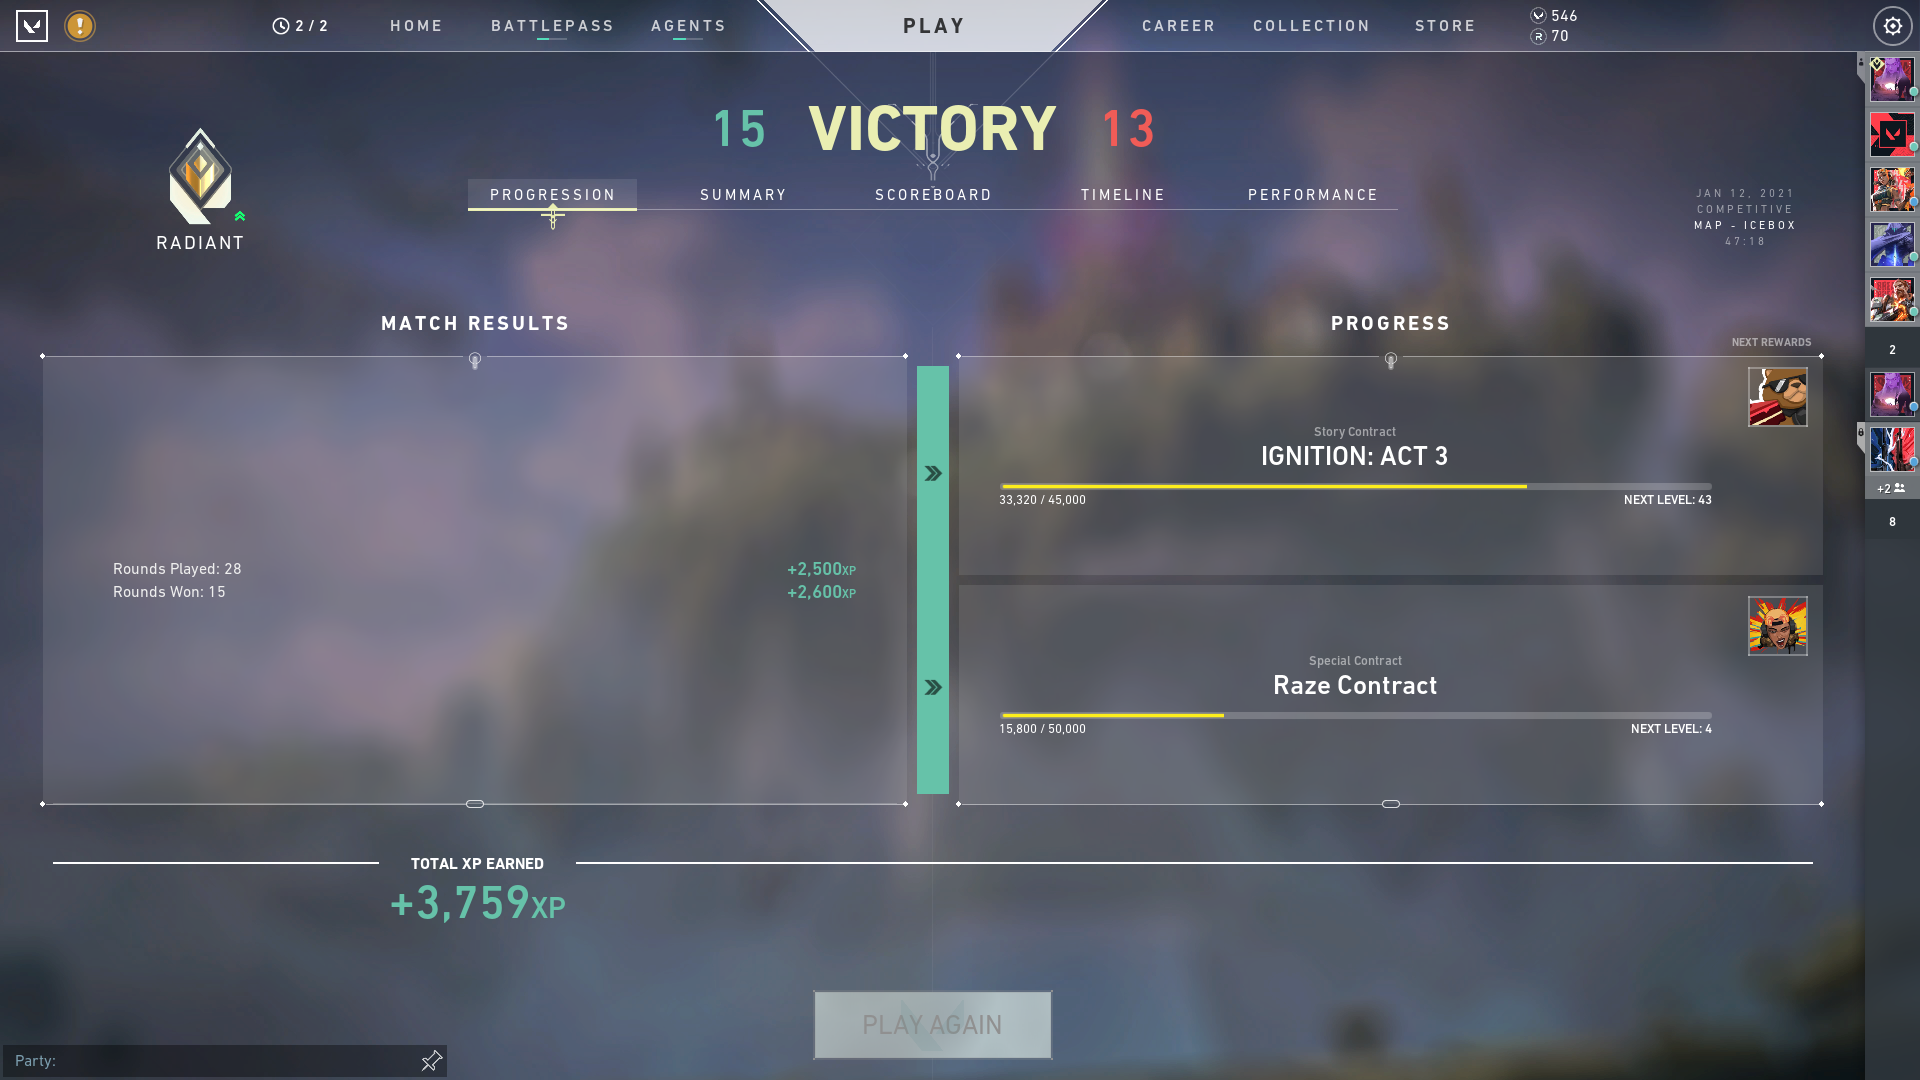 2 / 2
HOME
BATTLEPASS
AGENTS
PLAY
CAREER
COLLECTION
STORE
546
R 70
15 VICTORY 13
RADIANT
PROGRESSION
SUMMARY
SCOREBOARD
TIMELINE
PERFORMANCE
JAN 12, 2021
COMPETITIVE
MAP - ICEBOX
47:18
MATCH RESULTS
Rounds Played: 28 +2,500XP
Rounds Won: 15 +2,600XP
PROGRESS
NEXT REWARDS
Story Contract
IGNITION: ACT 3
33,320 / 45,000 NEXT LEVEL: 43
Special Contract
Raze Contract
15,800 / 50,000 NEXT LEVEL: 4
2
+2
8
TOTAL XP EARNED
+3,759XP
PLAY AGAIN
Party: